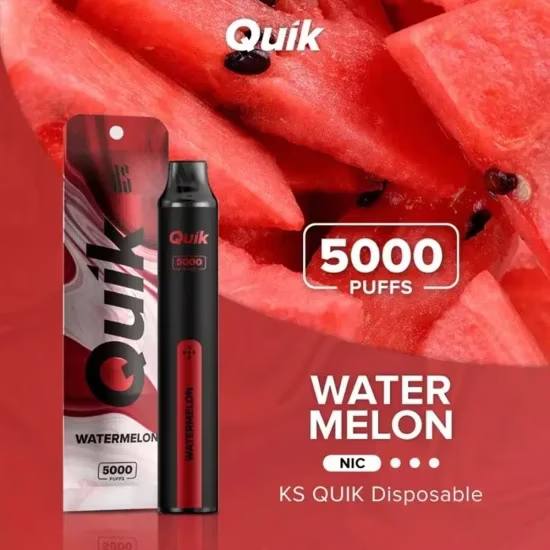 Quik
5000
PUFFS
WATER
MELON
NIC
KS QUIK Disposable
KS
Quik
WATERMELON
5000
PUFFS
Quik
5000
WATERMELON